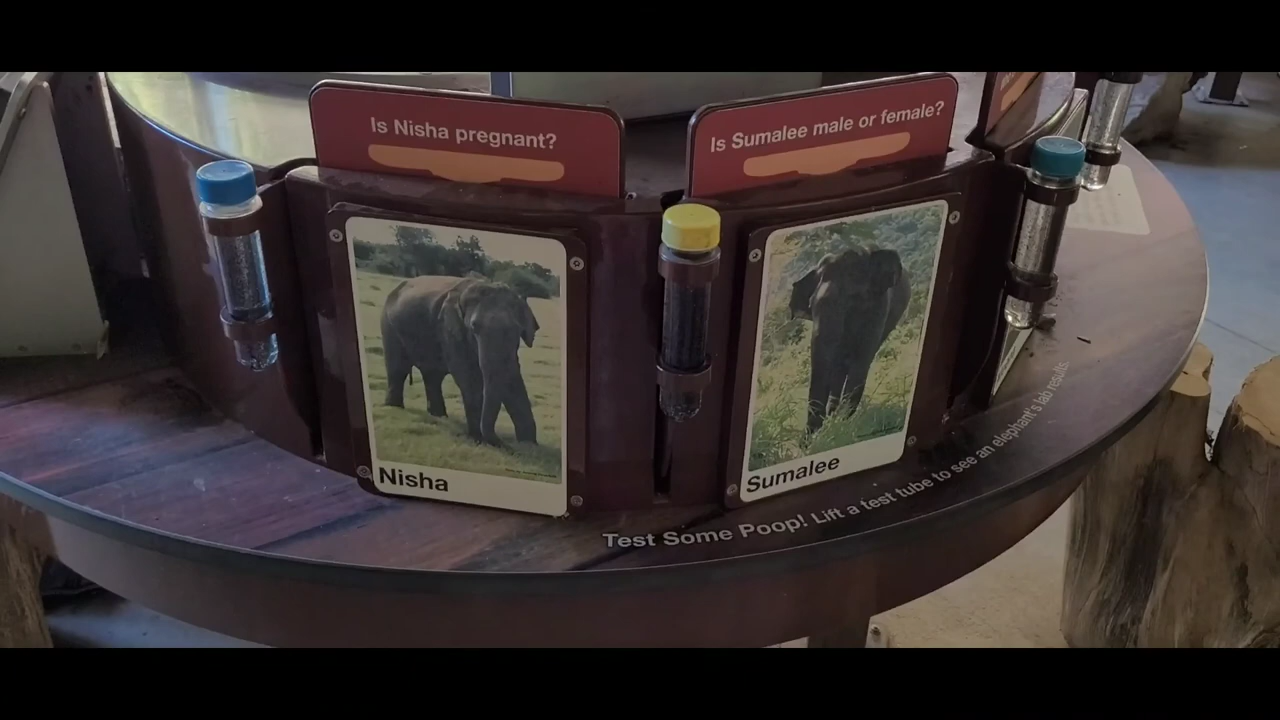 Is Nisha pregnant?
Is Sumalee male or female?
Nisha
Sumalee
Test Some Poop! Lift a test tube to see an elephant's lab results.